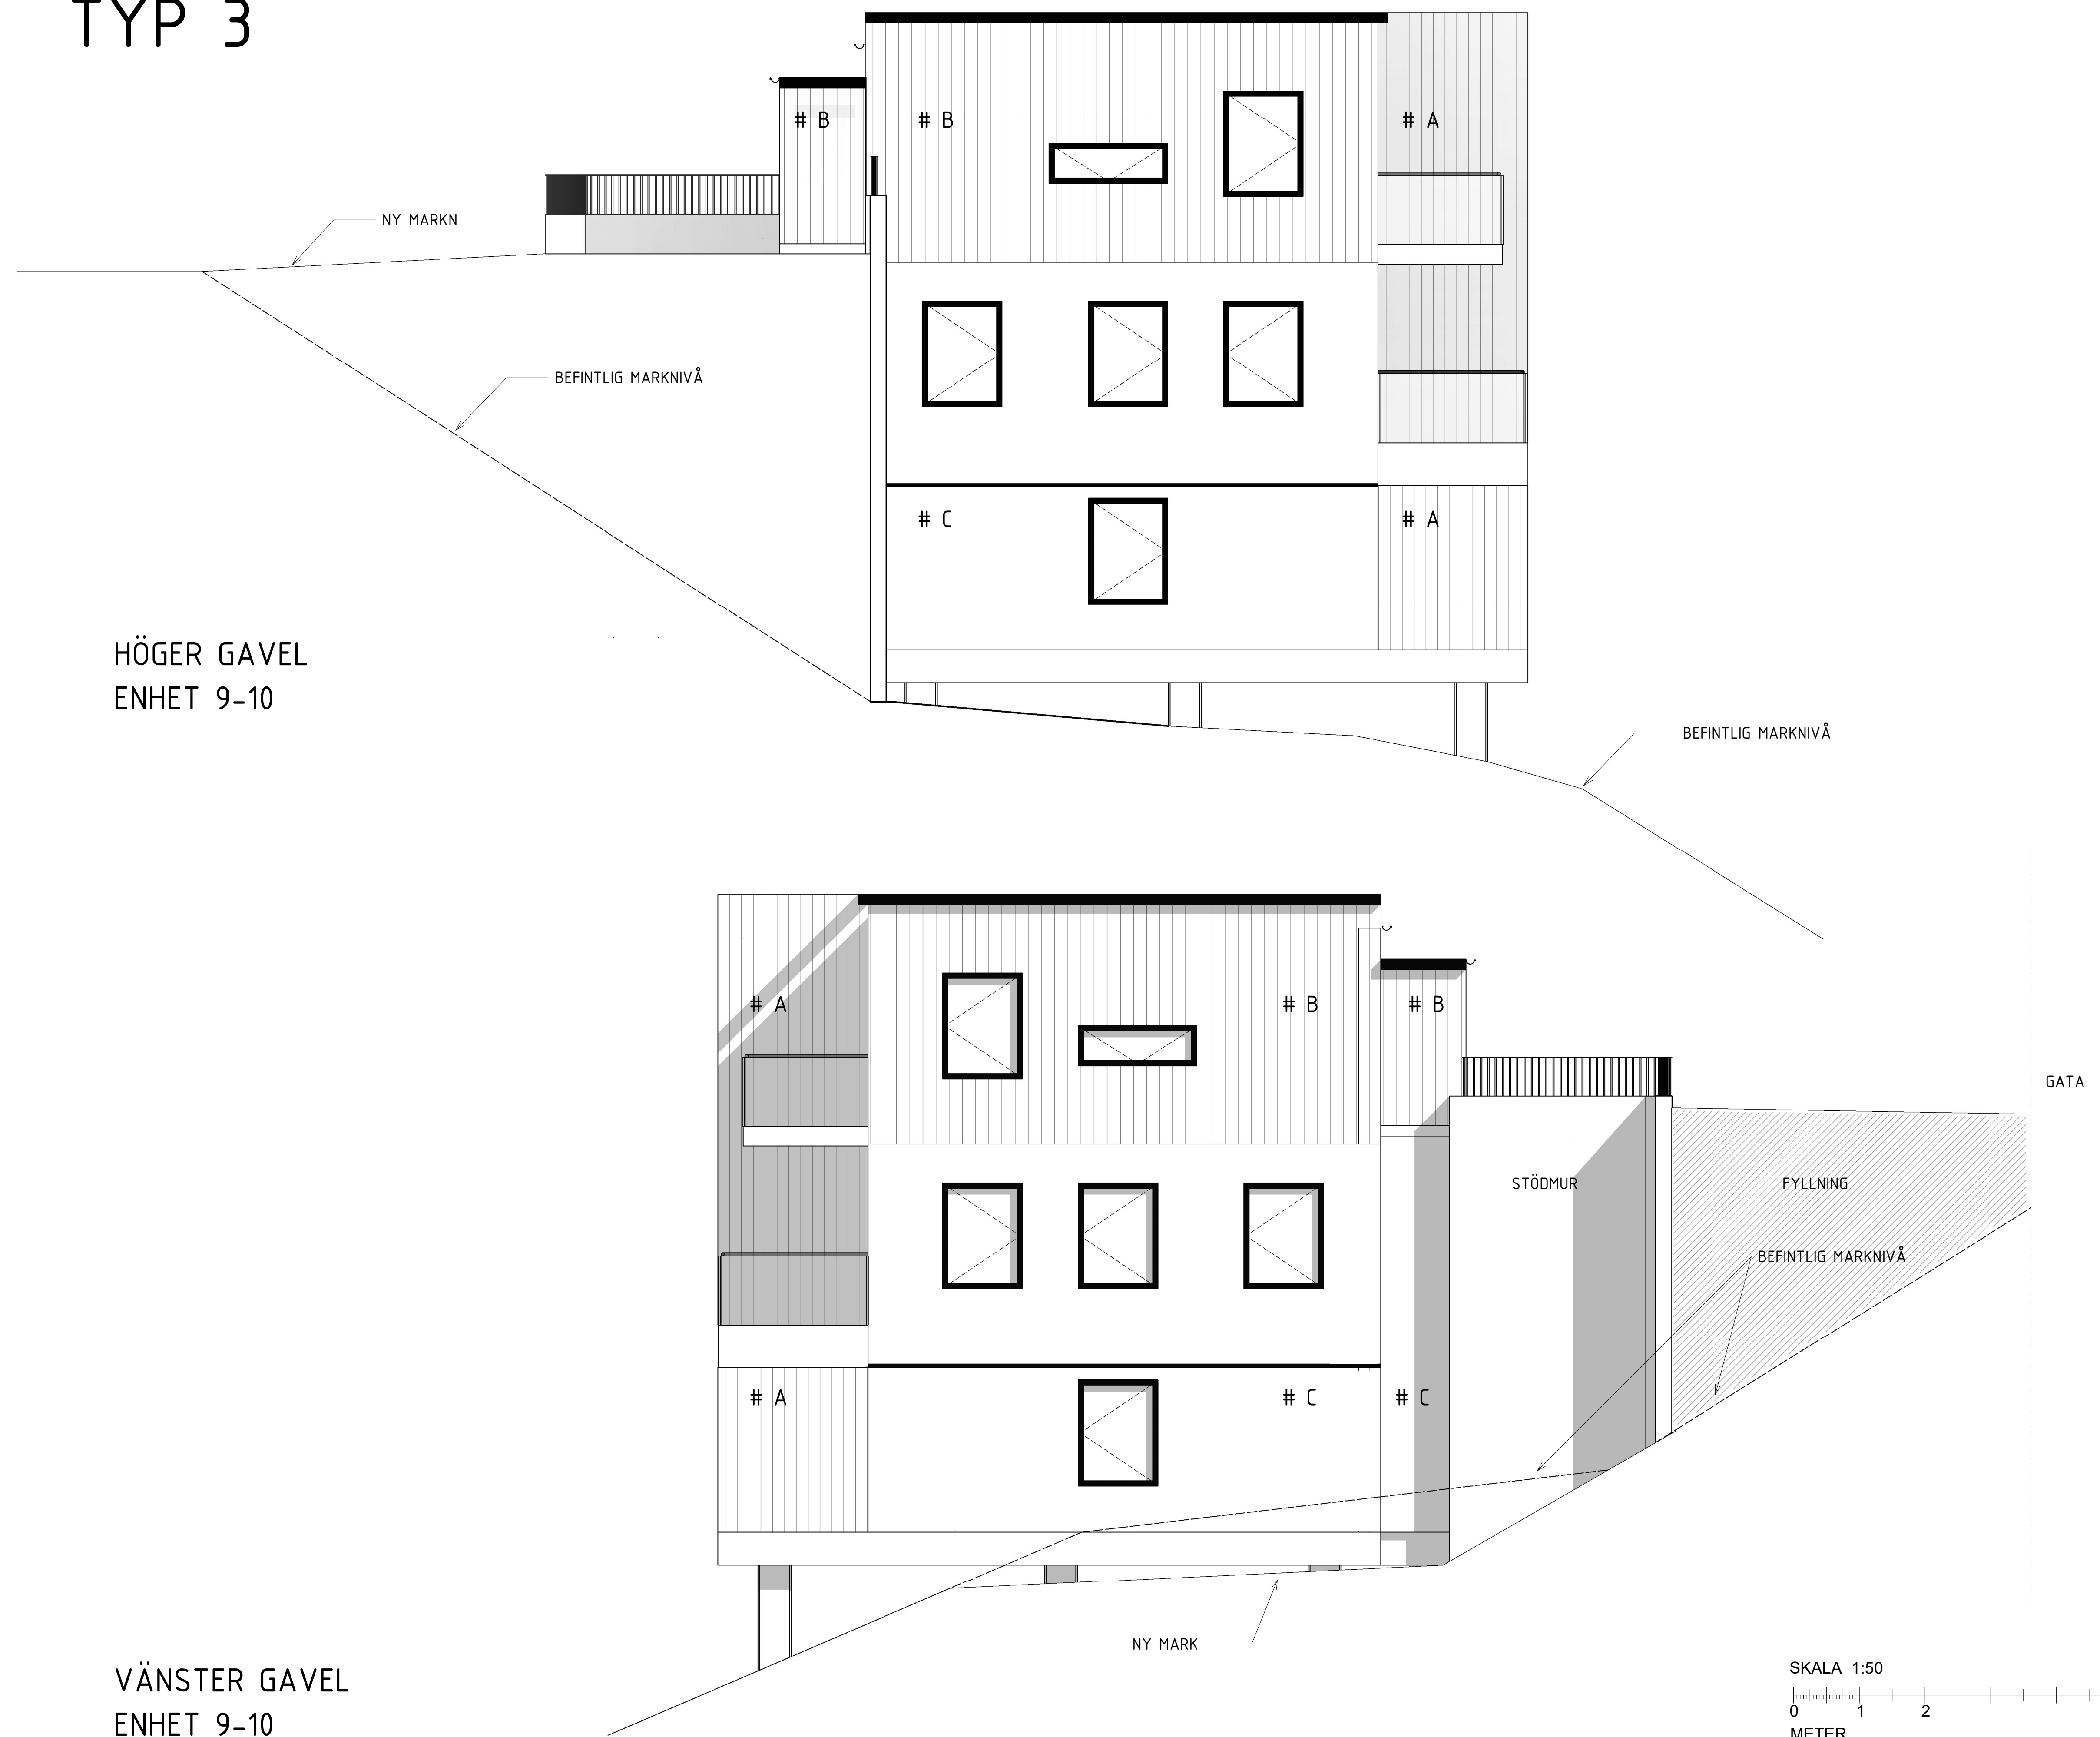 TYP 3
# B
# B
# A
NY MARKN
BEFINTLIG MARKNIVÅ
# C
# A
HÖGER GAVEL
ENHET 9-10
BEFINTLIG MARKNIVÅ
# A
# B
# B
GATA
STÖDMUR
FYLLNING
BEFINTLIG MARKNIVÅ
# A
# C
# C
NY MARK
VÄNSTER GAVEL
ENHET 9-10
SKALA 1:50
0 1 2
METER